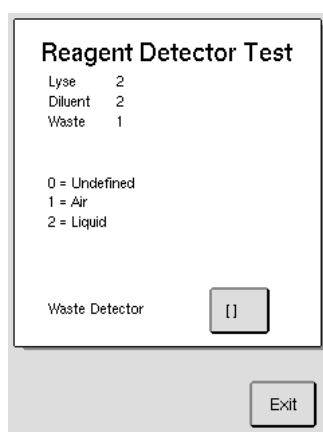 Reagent Detector Test
Lyse 2
Diluent 2
Waste 1
0 = Undefined
1 = Air
2 = Liquid
Waste Detector []
Exit